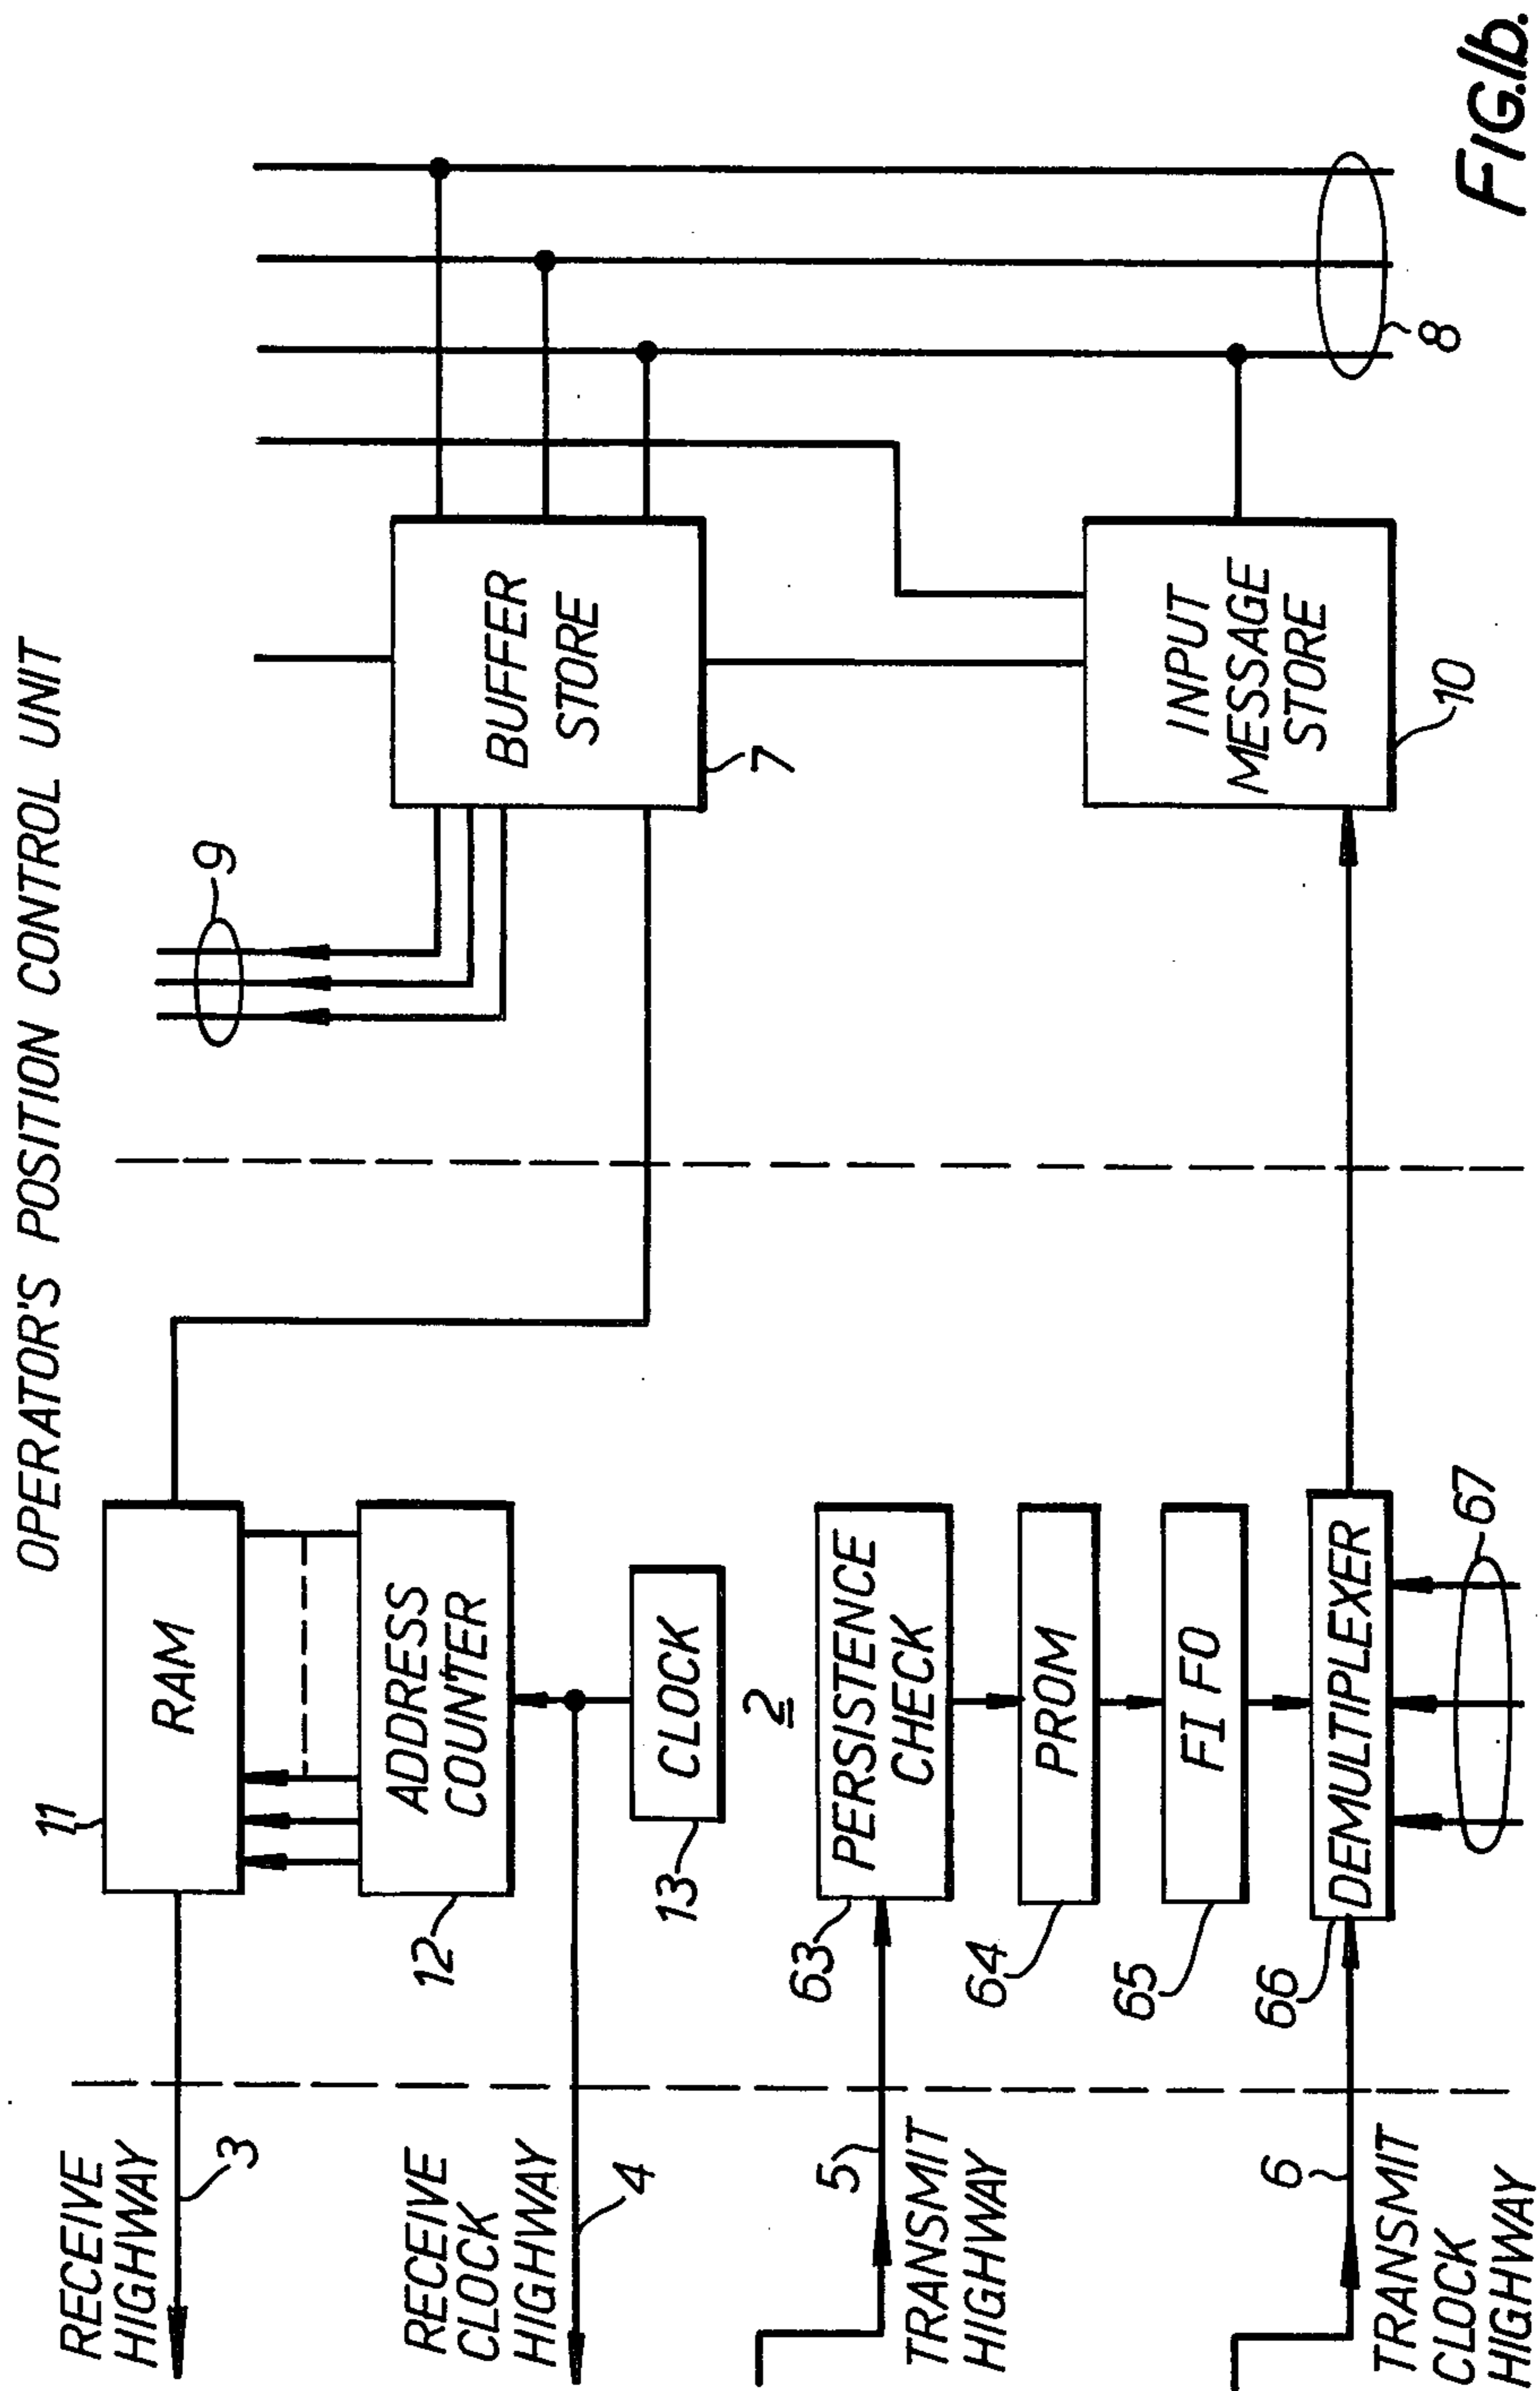 OPERATOR'S POSITION CONTROL UNIT
RECEIVE
HIGHWAY
3
11
RAM
9
BUFFER
STORE
7
12
ADDRESS
COUNTER
RECEIVE
CLOCK
HIGHWAY
4
13
CLOCK
2
5
TRANSMIT
HIGHWAY
63
PERSISTENCE
CHECK
64
PROM
65
FI FO
66
DEMULTIPLEXER
67
6
TRANSMIT
CLOCK
HIGHWAY
INPUT
MESSAGE
STORE
10
8
FIG.1b.